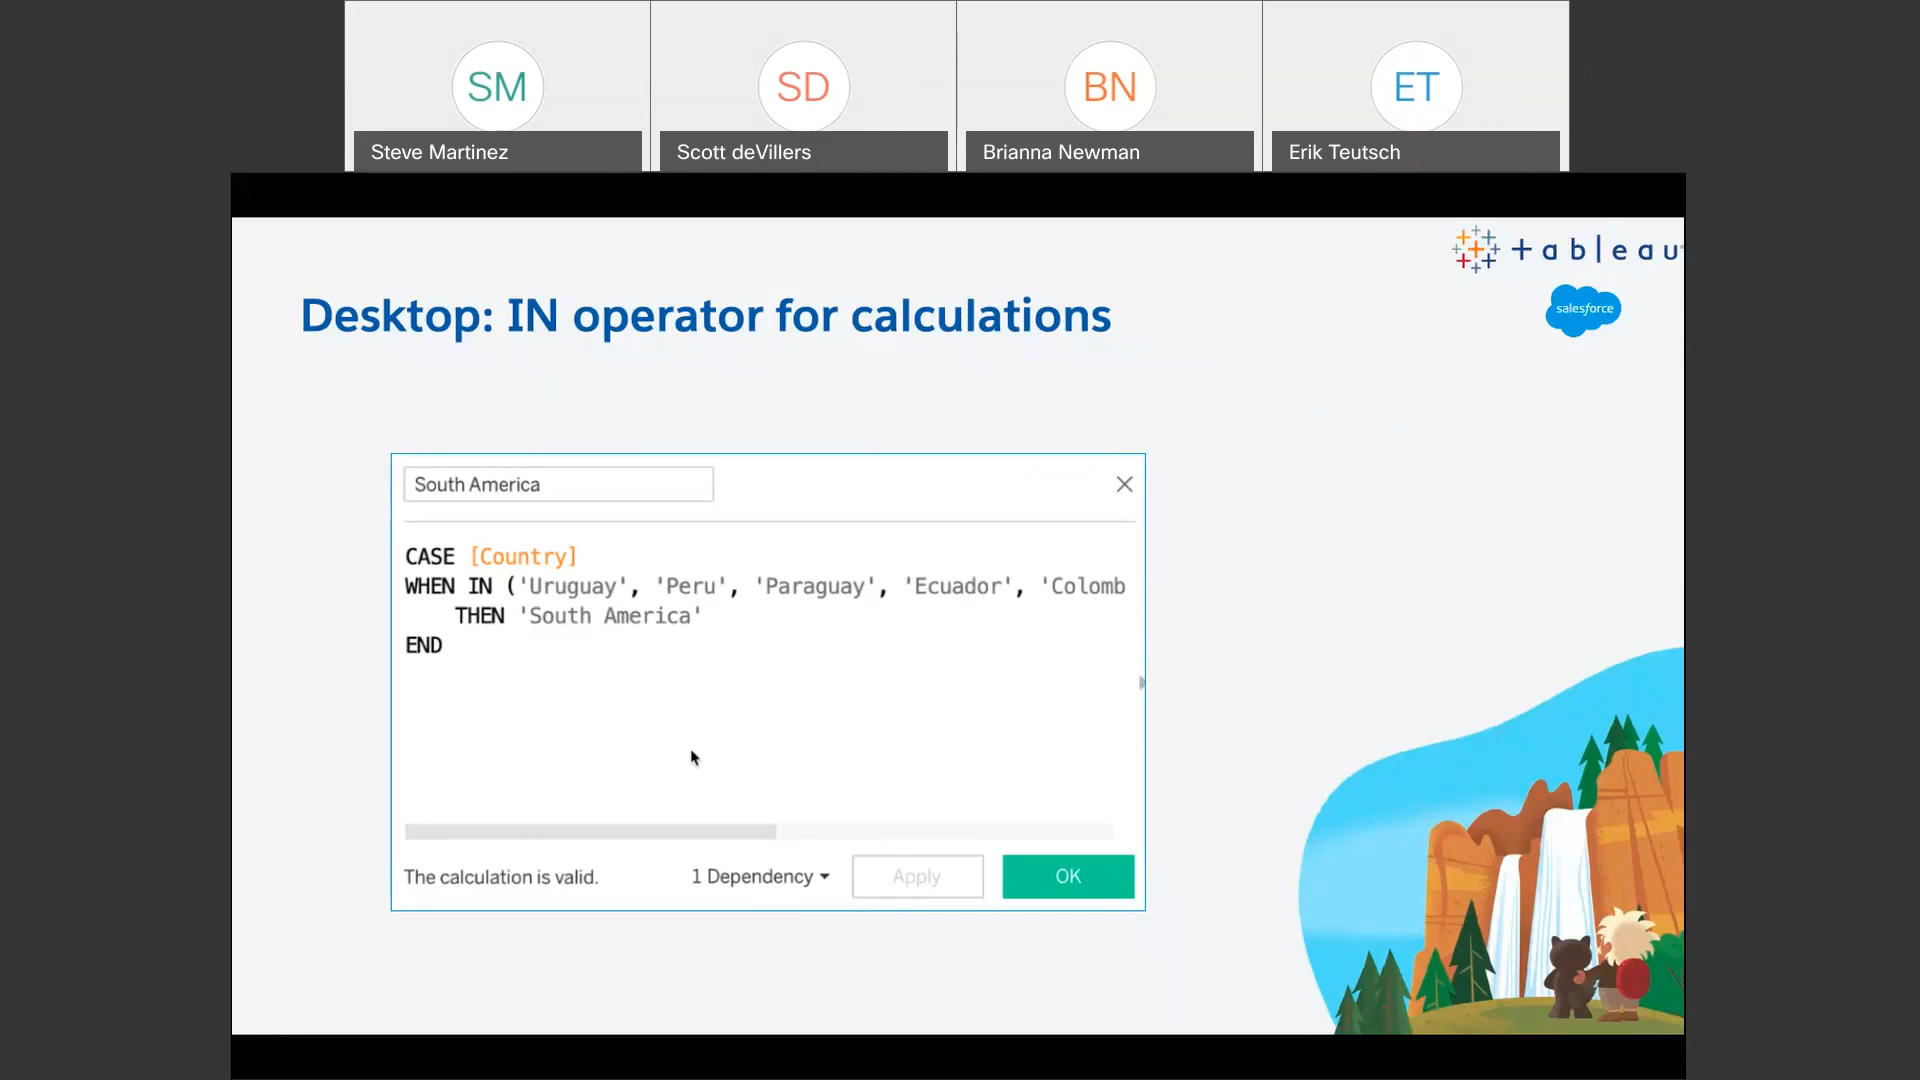 SM
SD
BN
ET
Steve Martinez
Scott deVillers
Brianna Newman
Erik Teutsch
+ableau
salesforce
Desktop: IN operator for calculations
South America
CASE [Country]
WHEN IN ('Uruguay', 'Peru', 'Paraguay', 'Ecuador', 'Colomb
THEN 'South America'
END
The calculation is valid.
1 Dependency
Apply
OK